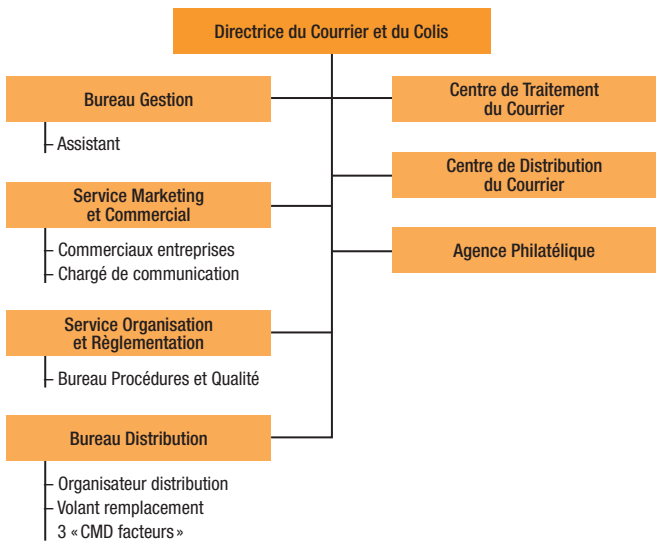 Directrice du Courrier et du Colis
Bureau Gestion
Assistant
Service Marketing
et Commercial
Commerciaux entreprises
Chargé de communication
Service Organisation
et Règlementation
Bureau Procédures et Qualité
Bureau Distribution
Organisateur distribution
Volant remplacement
3 « CMD facteurs »
Centre de Traitement
du Courrier
Centre de Distribution
du Courrier
Agence Philatélique